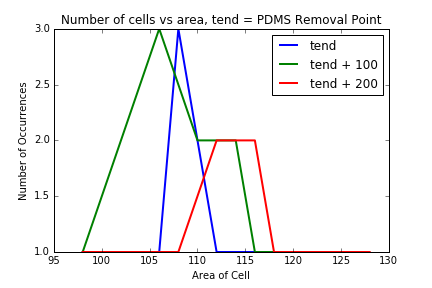 Number of cells vs area, tend = PDMS Removal Point
3.0
2.5
2.0
1.5
1.0
Number of Occurrences
tend
tend + 100
tend + 200
95 100 105 110 115 120 125 130
Area of Cell